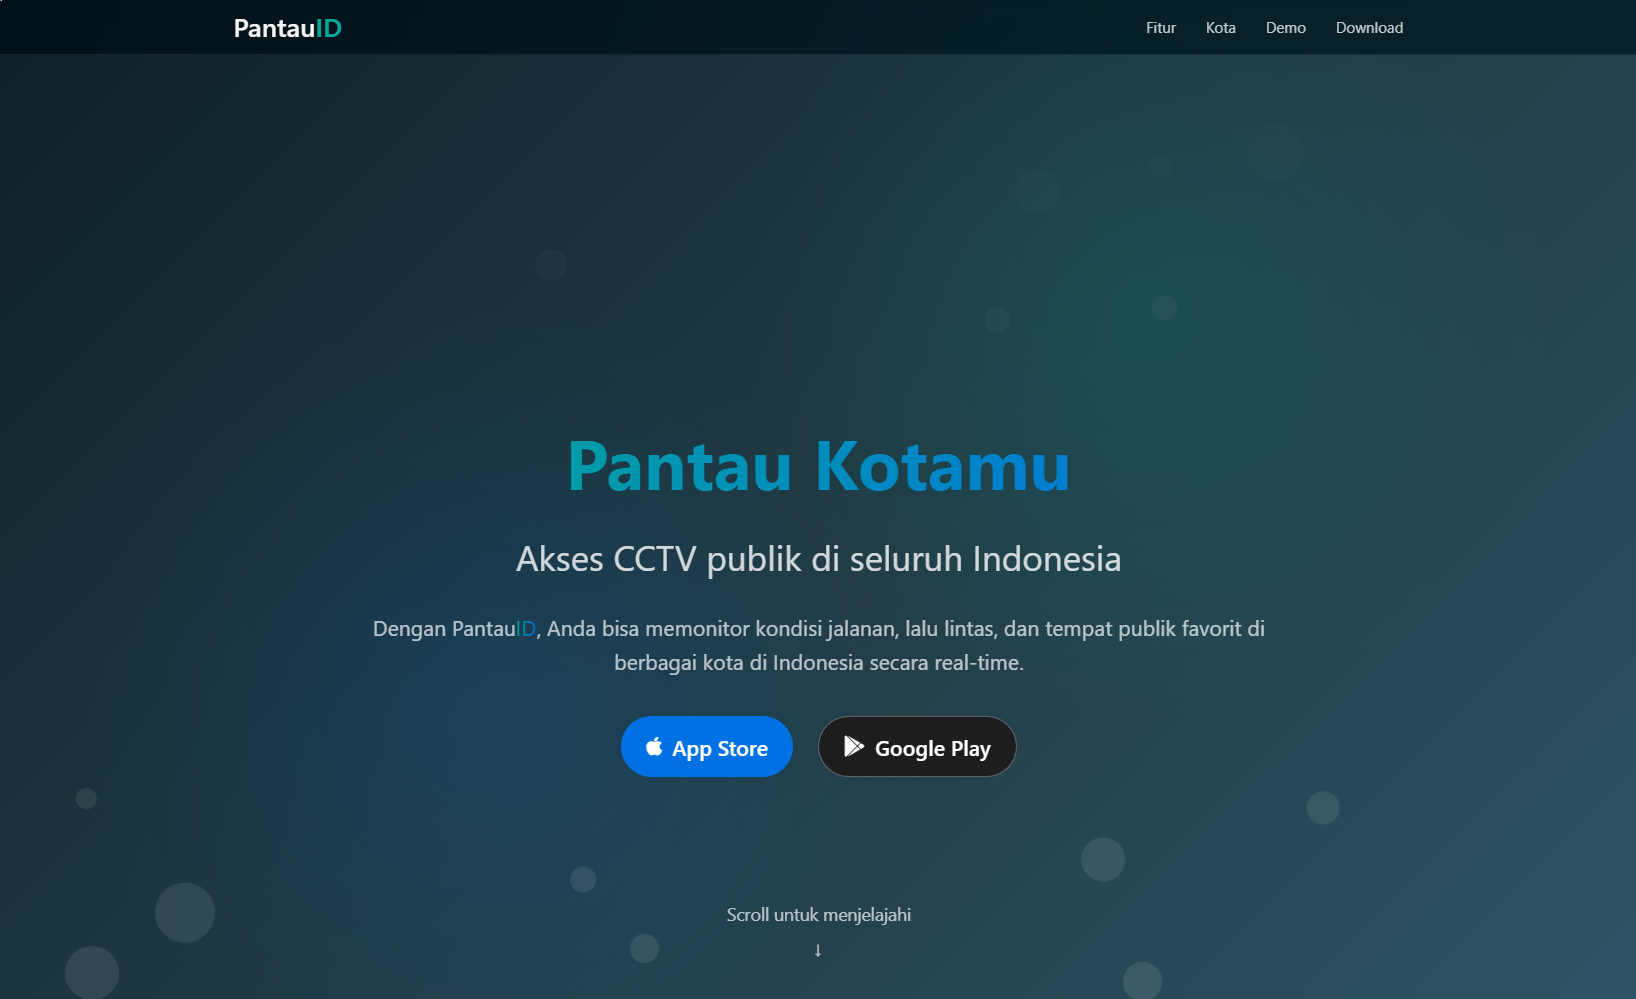 PantauID
Fitur
Kota
Demo
Download
Pantau Kotamu
Akses CCTV publik di seluruh Indonesia
Dengan PantauID, Anda bisa memonitor kondisi jalanan, lalu lintas, dan tempat publik favorit di
berbagai kota di Indonesia secara real-time.
App Store
Google Play
Scroll untuk menjelajahi
↓